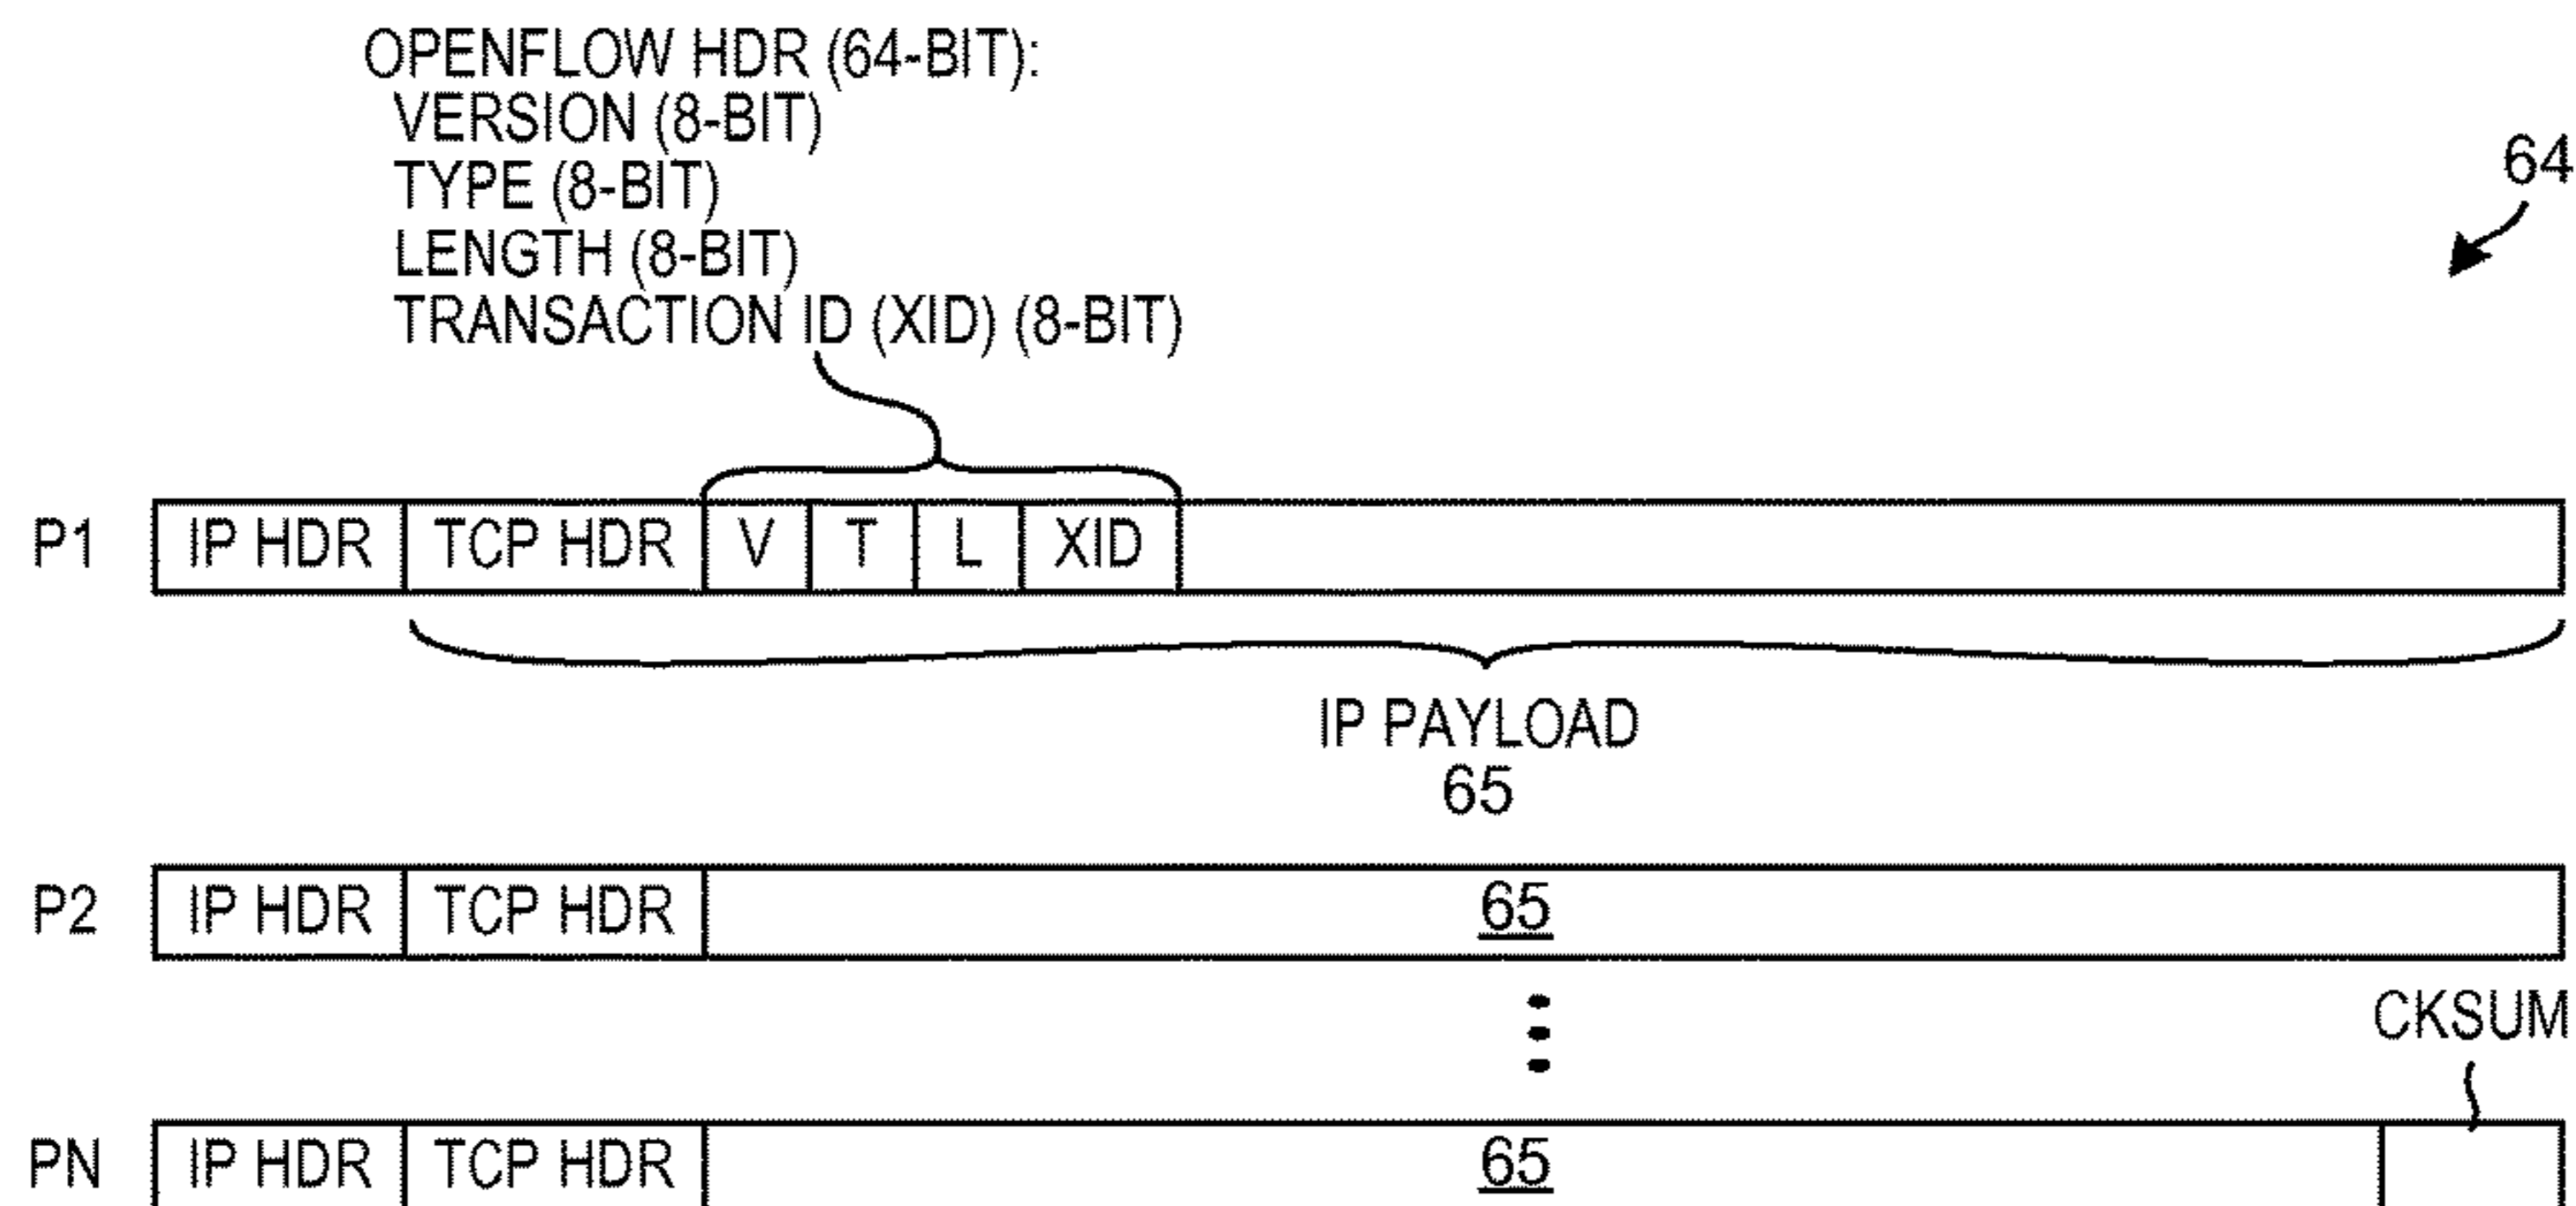 OPENFLOW HDR (64-BIT):
VERSION (8-BIT)
TYPE (8-BIT)
LENGTH (8-BIT)
TRANSACTION ID (XID) (8-BIT)
64
P1 IP HDR TCP HDR V T L XID
IP PAYLOAD
65
P2 IP HDR TCP HDR 65
CKSUM
PN IP HDR TCP HDR 65